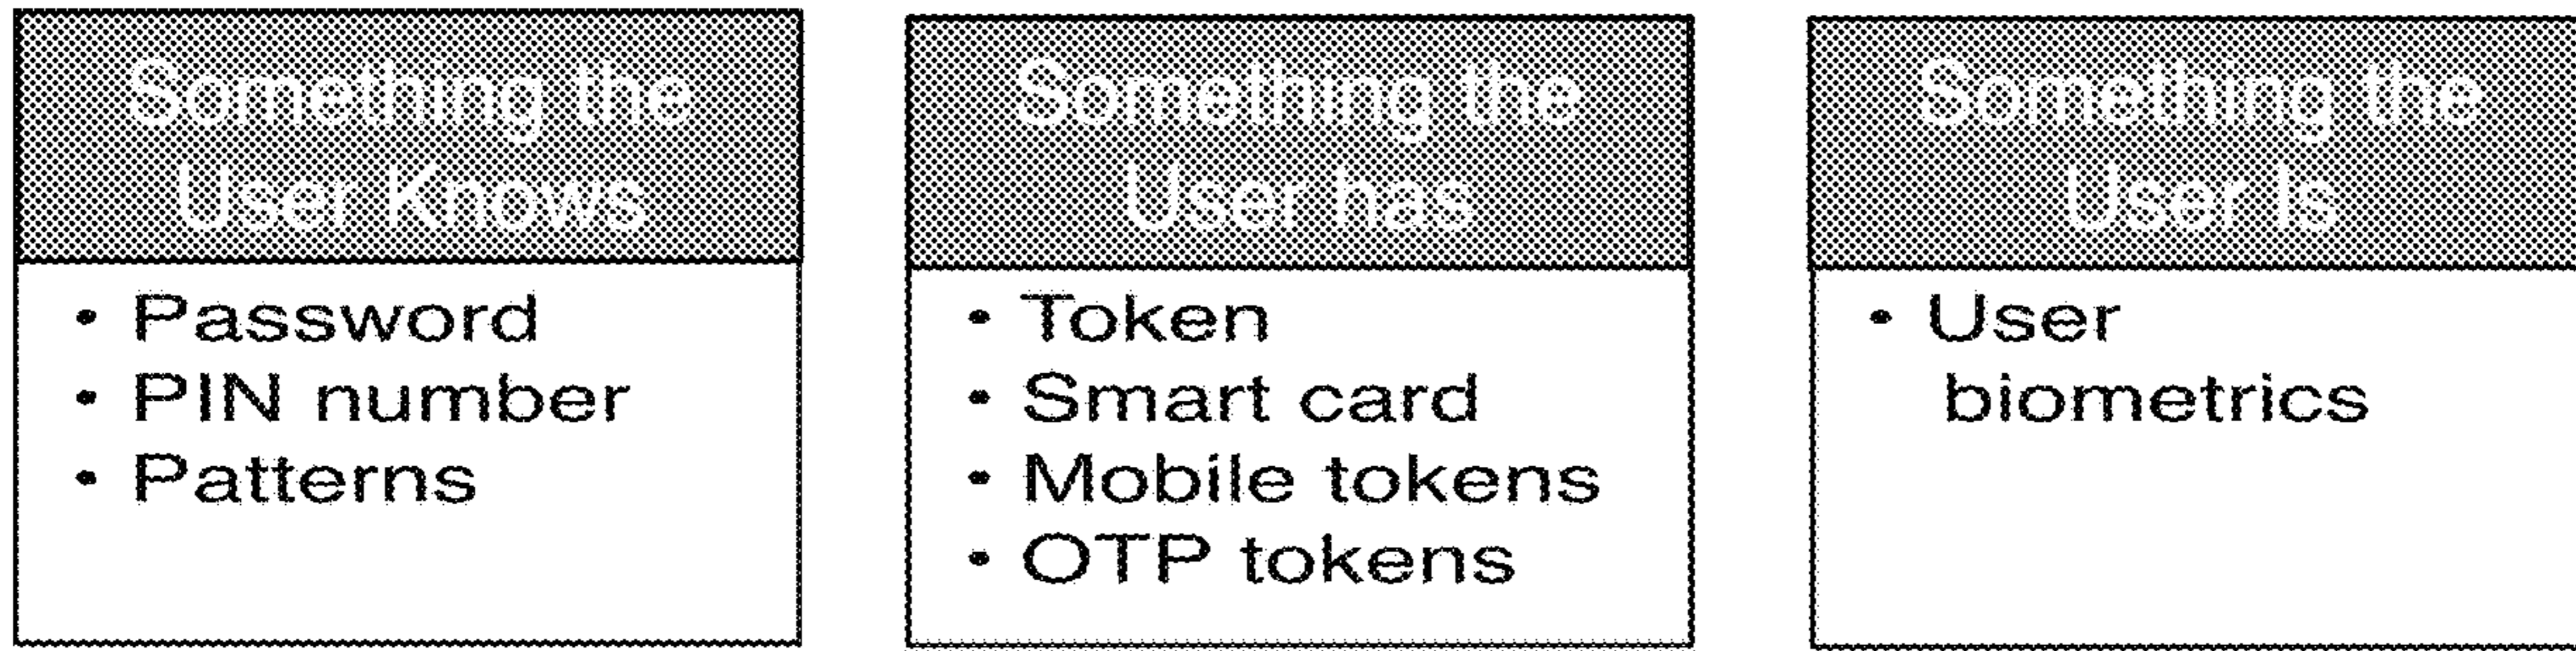 Something the
User Knows
• Password
• PIN number
• Patterns
Something the
User has
• Token
• Smart card
• Mobile tokens
• OTP tokens
Something the
User Is
• User
biometrics